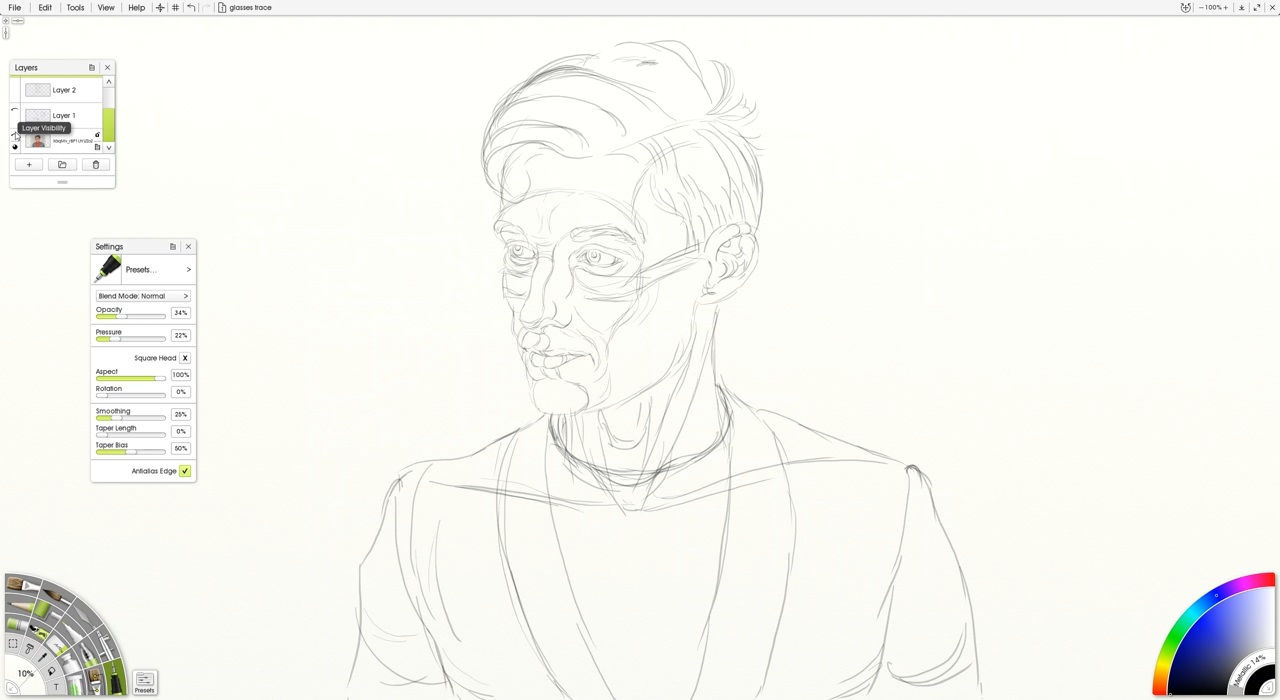 File Edit Tools View Help glasses trace −100%+
Layers
Layer 2
Layer 1
Layer Visibility
+
Settings
Presets... >
Blend Mode: Normal >
Opacity 34%
Pressure 22%
Square Head X
Aspect 100%
Rotation 0%
Smoothing 25%
Taper Length 0%
Taper Bias 50%
Antialias Edge ✓
10% T
Presets
Metallic 14%